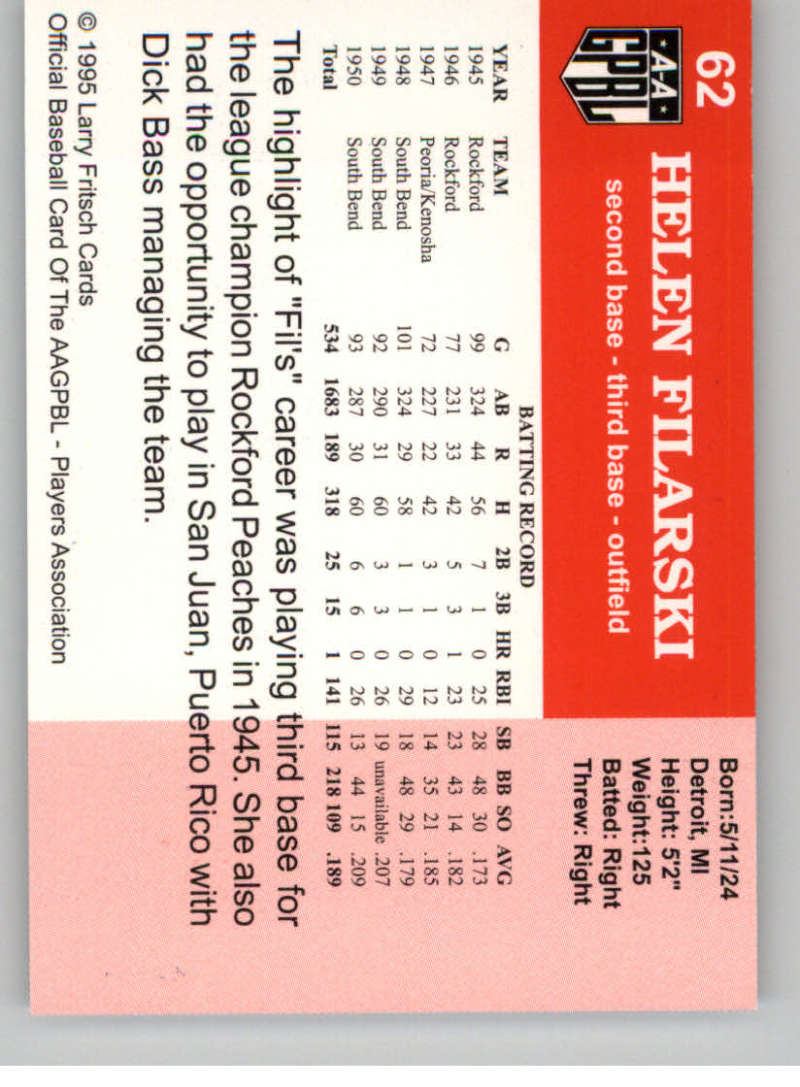 62
AA
GPBL
HELEN FILARSKI
second base - third base - outfield
Born:5/11/24
Detroit, MI
Height: 5'2"
Weight:125
Batted: Right
Threw: Right
BATTING RECORD
YEAR TEAM G AB R H 2B 3B HR RBI SB BB SO AVG
1945 Rockford 99 324 44 56 7 1 0 25 28 48 30 .173
1946 Rockford 77 231 33 42 5 3 1 23 23 43 14 .182
1947 Peoria/Kenosha 72 227 22 42 3 1 0 12 14 35 21 .185
1948 South Bend 101 324 29 58 1 1 0 29 18 48 29 .179
1949 South Bend 92 290 31 60 3 3 0 26 19 unavailable .207
1950 South Bend 93 287 30 60 6 6 0 26 13 44 15 .209
Total 534 1683 189 318 25 15 1 141 115 218 109 .189
The highlight of "Fil's" career was playing third base for
the league champion Rockford Peaches in 1945. She also
had the opportunity to play in San Juan, Puerto Rico with
Dick Bass managing the team.
© 1995 Larry Fritsch Cards
Official Baseball Card Of The AAGPBL - Players Association